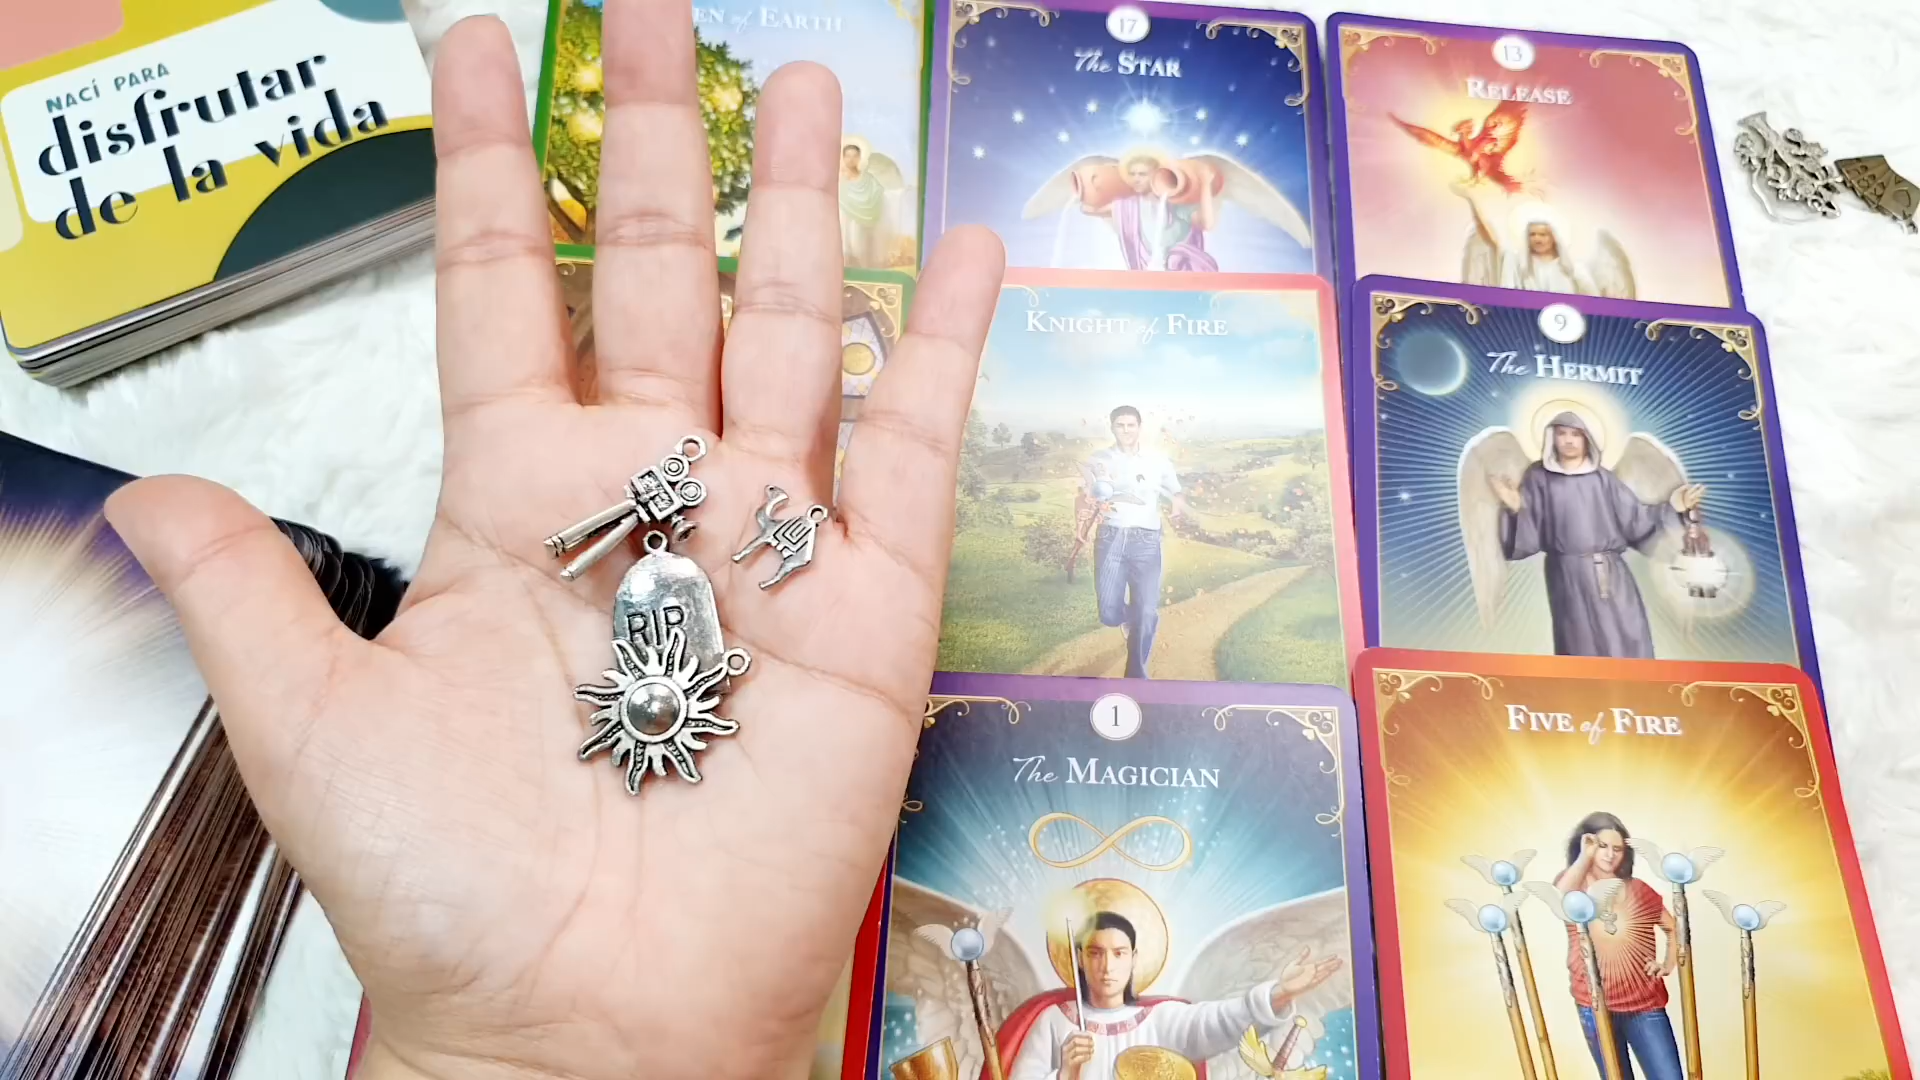 NACÍ PARA
disfrutar
de la vida
of EARTH
17
The STAR
13
RELEASE
KNIGHT of FIRE
9
The HERMIT
RIP
1
The MAGICIAN
FIVE of FIRE